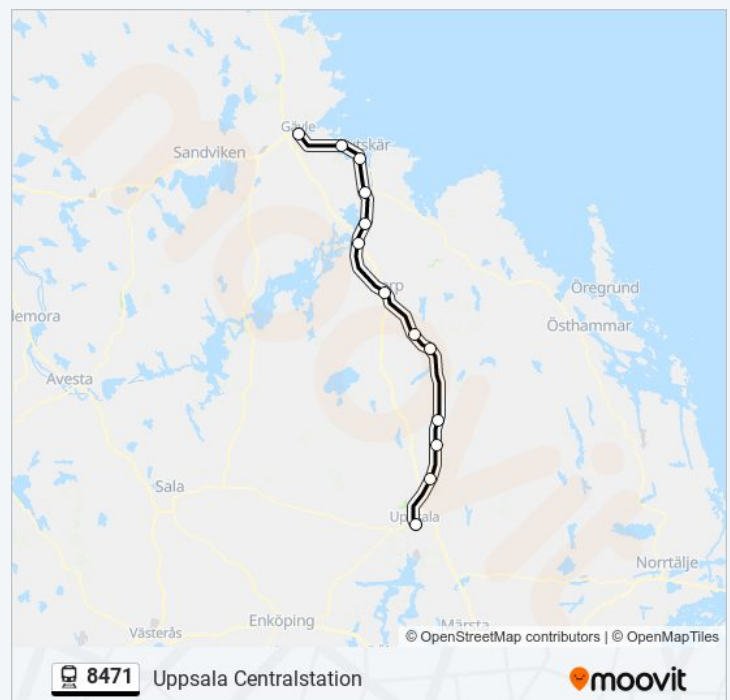 Gävle
Sandviken
Öregrund
Östhammar
Avesta
Sala
Uppsala
Norrtälje
Enköping
Märsta
Västerås
© OpenStreetMap contributors | © OpenMapTiles
8471 Uppsala Centralstation
moovit